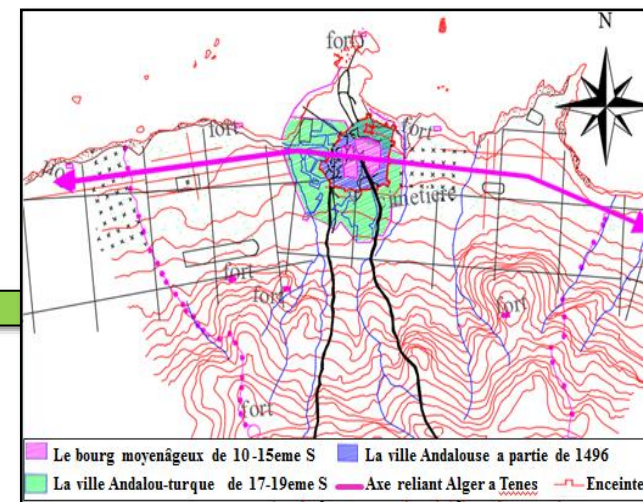 N
fort
fort
fort
fort
fort
fort
fort
fort
Le bourg moyenâgeux de 10-15eme S
La ville Andalouse a partie de 1496
La ville Andalou-turque de 17-19eme S
Axe reliant Alger a Tenes
Enceinte